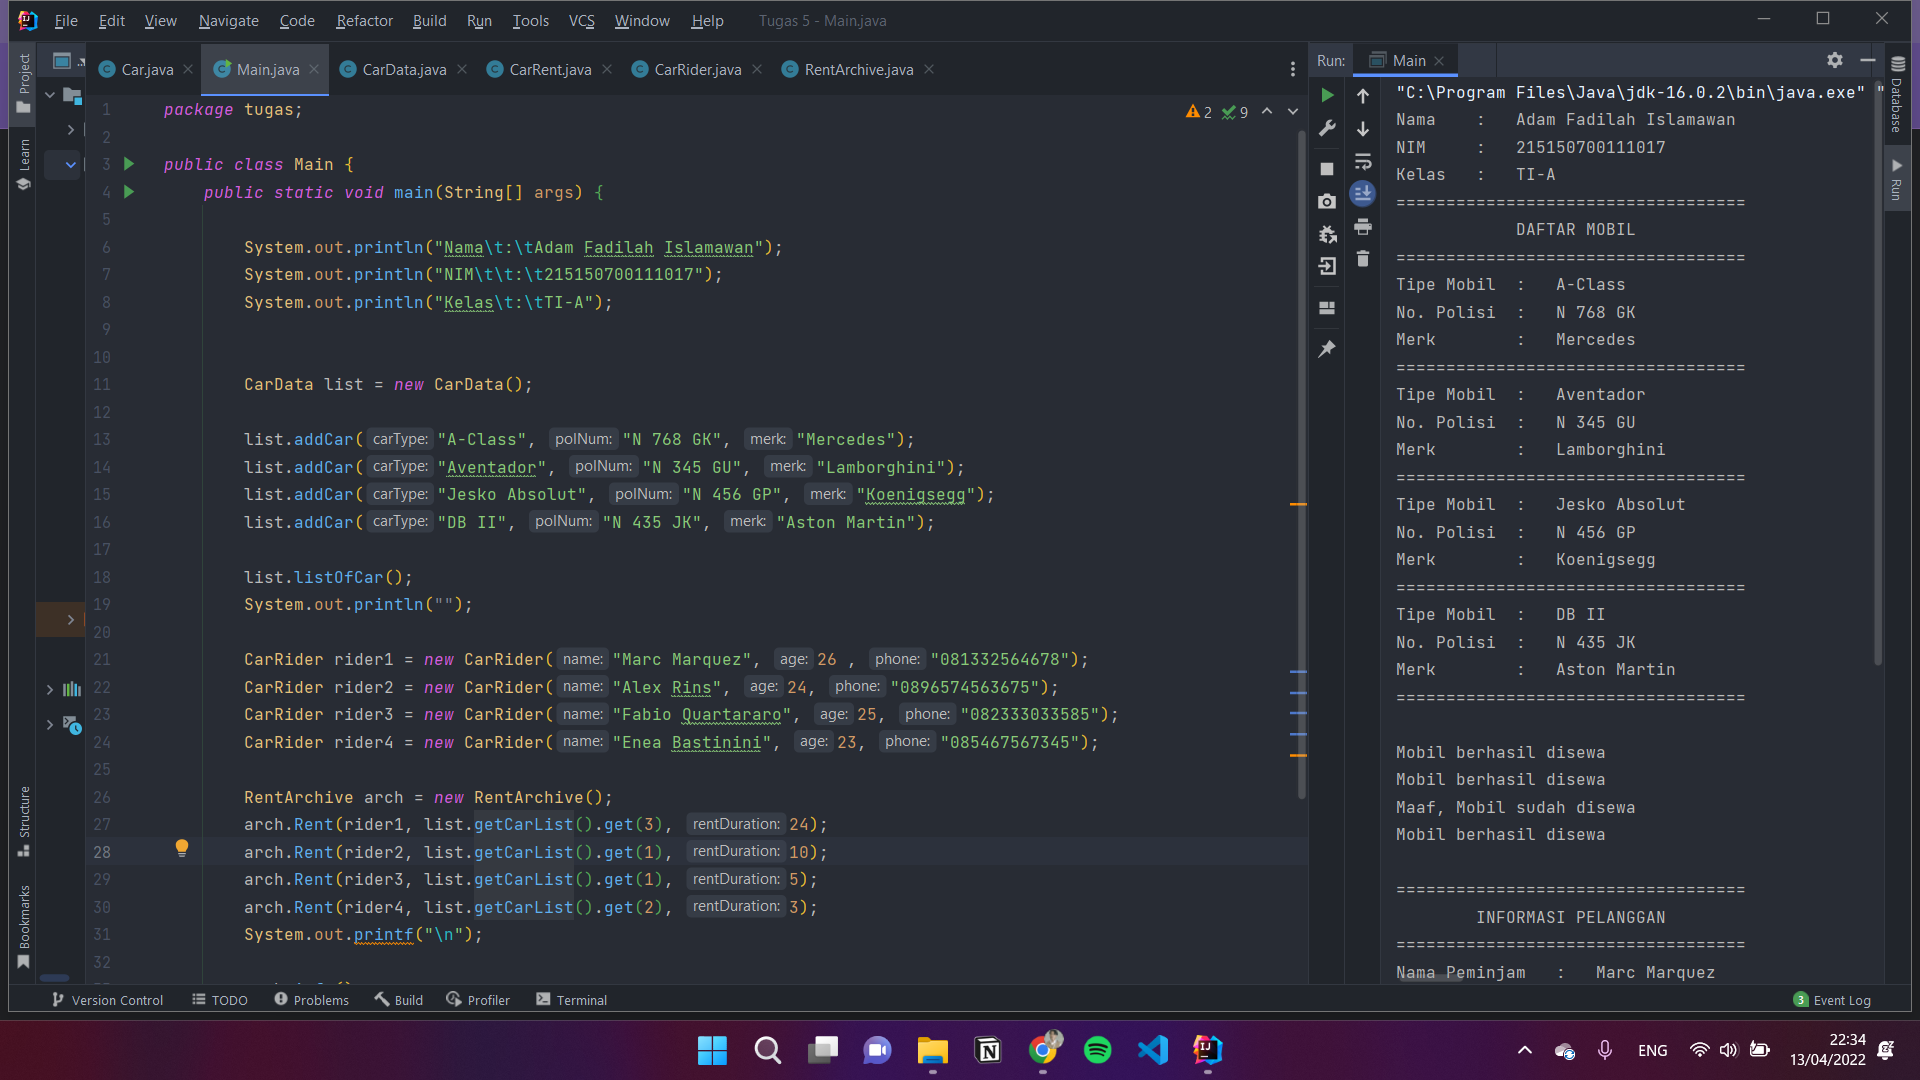 File Edit View Navigate Code Refactor Build Run Tools VCS Window Help Tugas 5 - Main.java
Car.java Main.java CarData.java CarRent.java CarRider.java RentArchive.java
Project
Learn
Structure
Bookmarks
2 9
1 package tugas;
2
3 public class Main {
4 public static void main(String[] args) {
5
6 System.out.println("Nama\t:\tAdam Fadilah Islamawan");
7 System.out.println("NIM\t\t:\t215150700111017");
8 System.out.println("Kelas\t:\tTI-A");
9
10
11 CarData list = new CarData();
12
13 list.addCar( carType: "A-Class", polNum: "N 768 GK", merk: "Mercedes");
14 list.addCar( carType: "Aventador", polNum: "N 345 GU", merk: "Lamborghini");
15 list.addCar( carType: "Jesko Absolut", polNum: "N 456 GP", merk: "Koenigsegg");
16 list.addCar( carType: "DB II", polNum: "N 435 JK", merk: "Aston Martin");
17
18 list.listOfCar();
19 System.out.println("");
20
21 CarRider rider1 = new CarRider( name: "Marc Marquez", age: 26 , phone: "081332564678");
22 CarRider rider2 = new CarRider( name: "Alex Rins", age: 24, phone: "0896574563675");
23 CarRider rider3 = new CarRider( name: "Fabio Quartararo", age: 25, phone: "082333033585");
24 CarRider rider4 = new CarRider( name: "Enea Bastinini", age: 23, phone: "085467567345");
25
26 RentArchive arch = new RentArchive();
27 arch.Rent(rider1, list.getCarList().get(3), rentDuration: 24);
28 arch.Rent(rider2, list.getCarList().get(1), rentDuration: 10);
29 arch.Rent(rider3, list.getCarList().get(1), rentDuration: 5);
30 arch.Rent(rider4, list.getCarList().get(2), rentDuration: 3);
31 System.out.printf("\n");
32
Run: Main
"C:\Program Files\Java\jdk-16.0.2\bin\java.exe" "
Nama : Adam Fadilah Islamawan
NIM : 215150700111017
Kelas : TI-A
===================================
DAFTAR MOBIL
===================================
Tipe Mobil : A-Class
No. Polisi : N 768 GK
Merk : Mercedes
===================================
Tipe Mobil : Aventador
No. Polisi : N 345 GU
Merk : Lamborghini
===================================
Tipe Mobil : Jesko Absolut
No. Polisi : N 456 GP
Merk : Koenigsegg
===================================
Tipe Mobil : DB II
No. Polisi : N 435 JK
Merk : Aston Martin
===================================
Mobil berhasil disewa
Mobil berhasil disewa
Maaf, Mobil sudah disewa
Mobil berhasil disewa
===================================
INFORMASI PELANGGAN
===================================
Nama Peminjam : Marc Marquez
Database
Run
Version Control TODO Problems Build Profiler Terminal 3 Event Log
ENG 22:34
13/04/2022